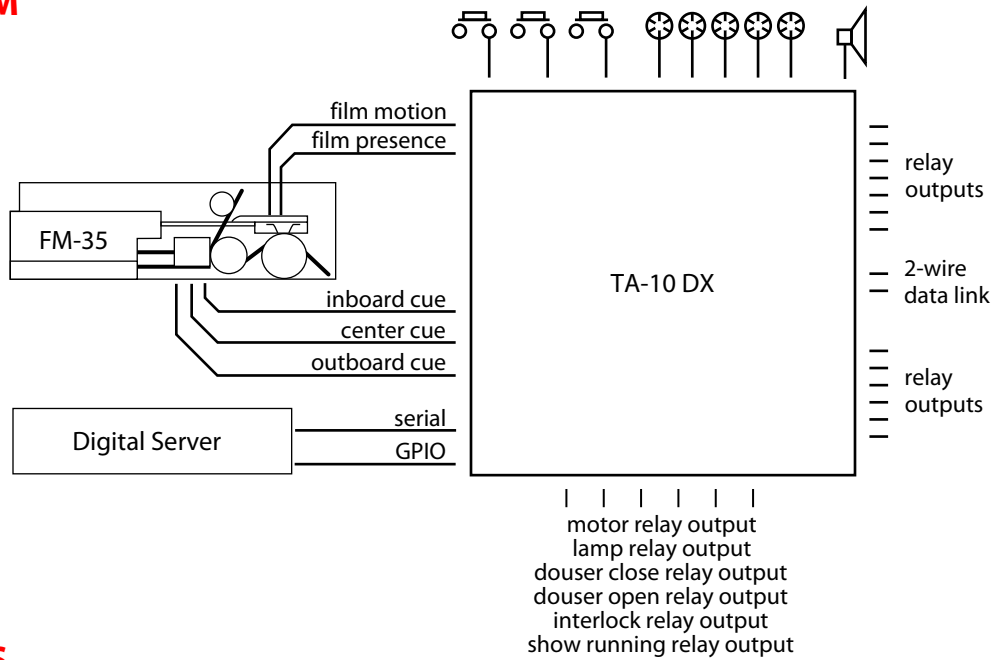 M
film motion
film presence
FM-35
inboard cue
center cue
outboard cue
Digital Server
serial
GPIO
TA-10 DX
relay
outputs
2-wire
data link
relay
outputs
motor relay output
lamp relay output
douser close relay output
douser open relay output
interlock relay output
show running relay output